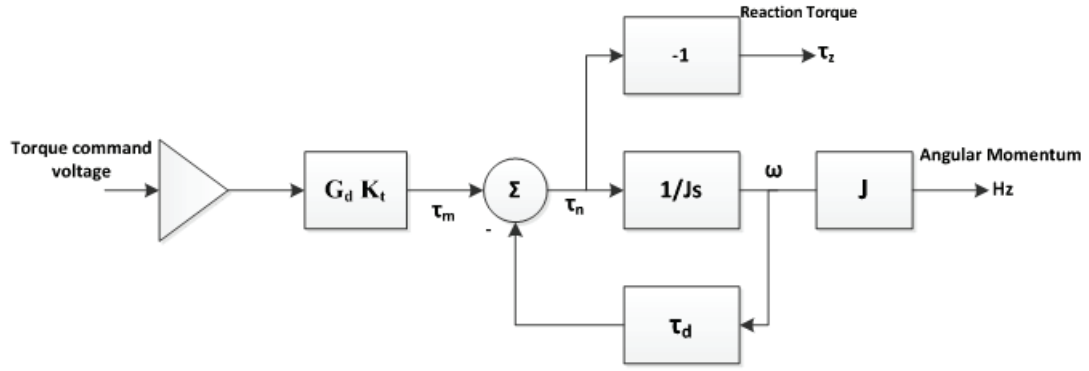 Reaction Torque
-1
τz
Torque command
voltage
Gd Kt
τm
-
Σ
τn
1/Js
ω
J
Angular Momentum
Hz
τd